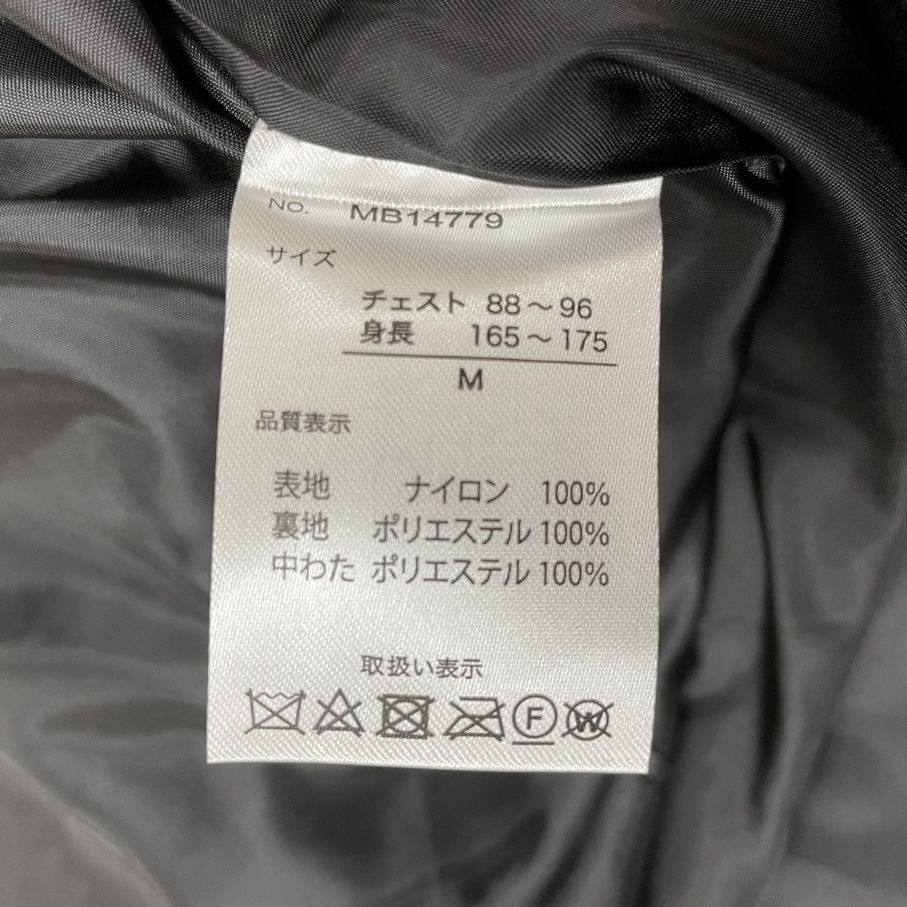 NO. MB14779
サイズ
チェスト 88～96
身長 165～175
M
品質表示
表地 ナイロン 100%
裏地 ポリエステル 100%
中わた ポリエステル 100%
取扱い表示
F W